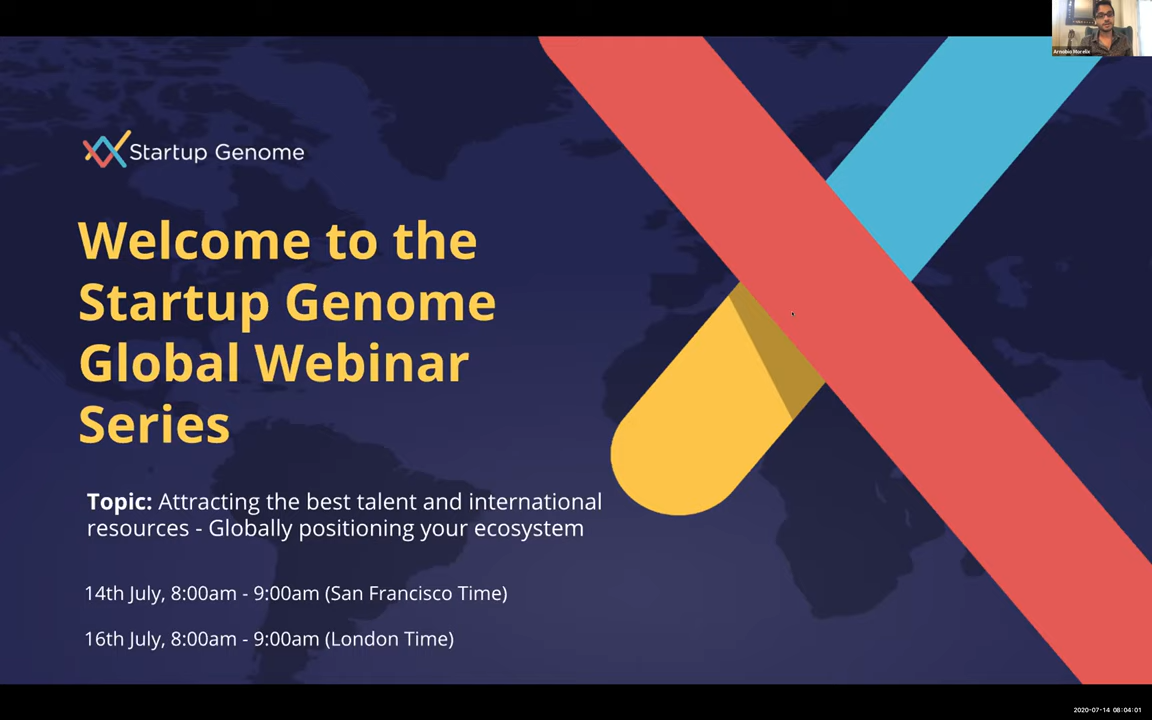 Arnobio Morelix
Startup Genome
Welcome to the
Startup Genome
Global Webinar
Series
Topic: Attracting the best talent and international
resources - Globally positioning your ecosystem
14th July, 8:00am - 9:00am (San Francisco Time)
16th July, 8:00am - 9:00am (London Time)
2020-07-14 08:04:01